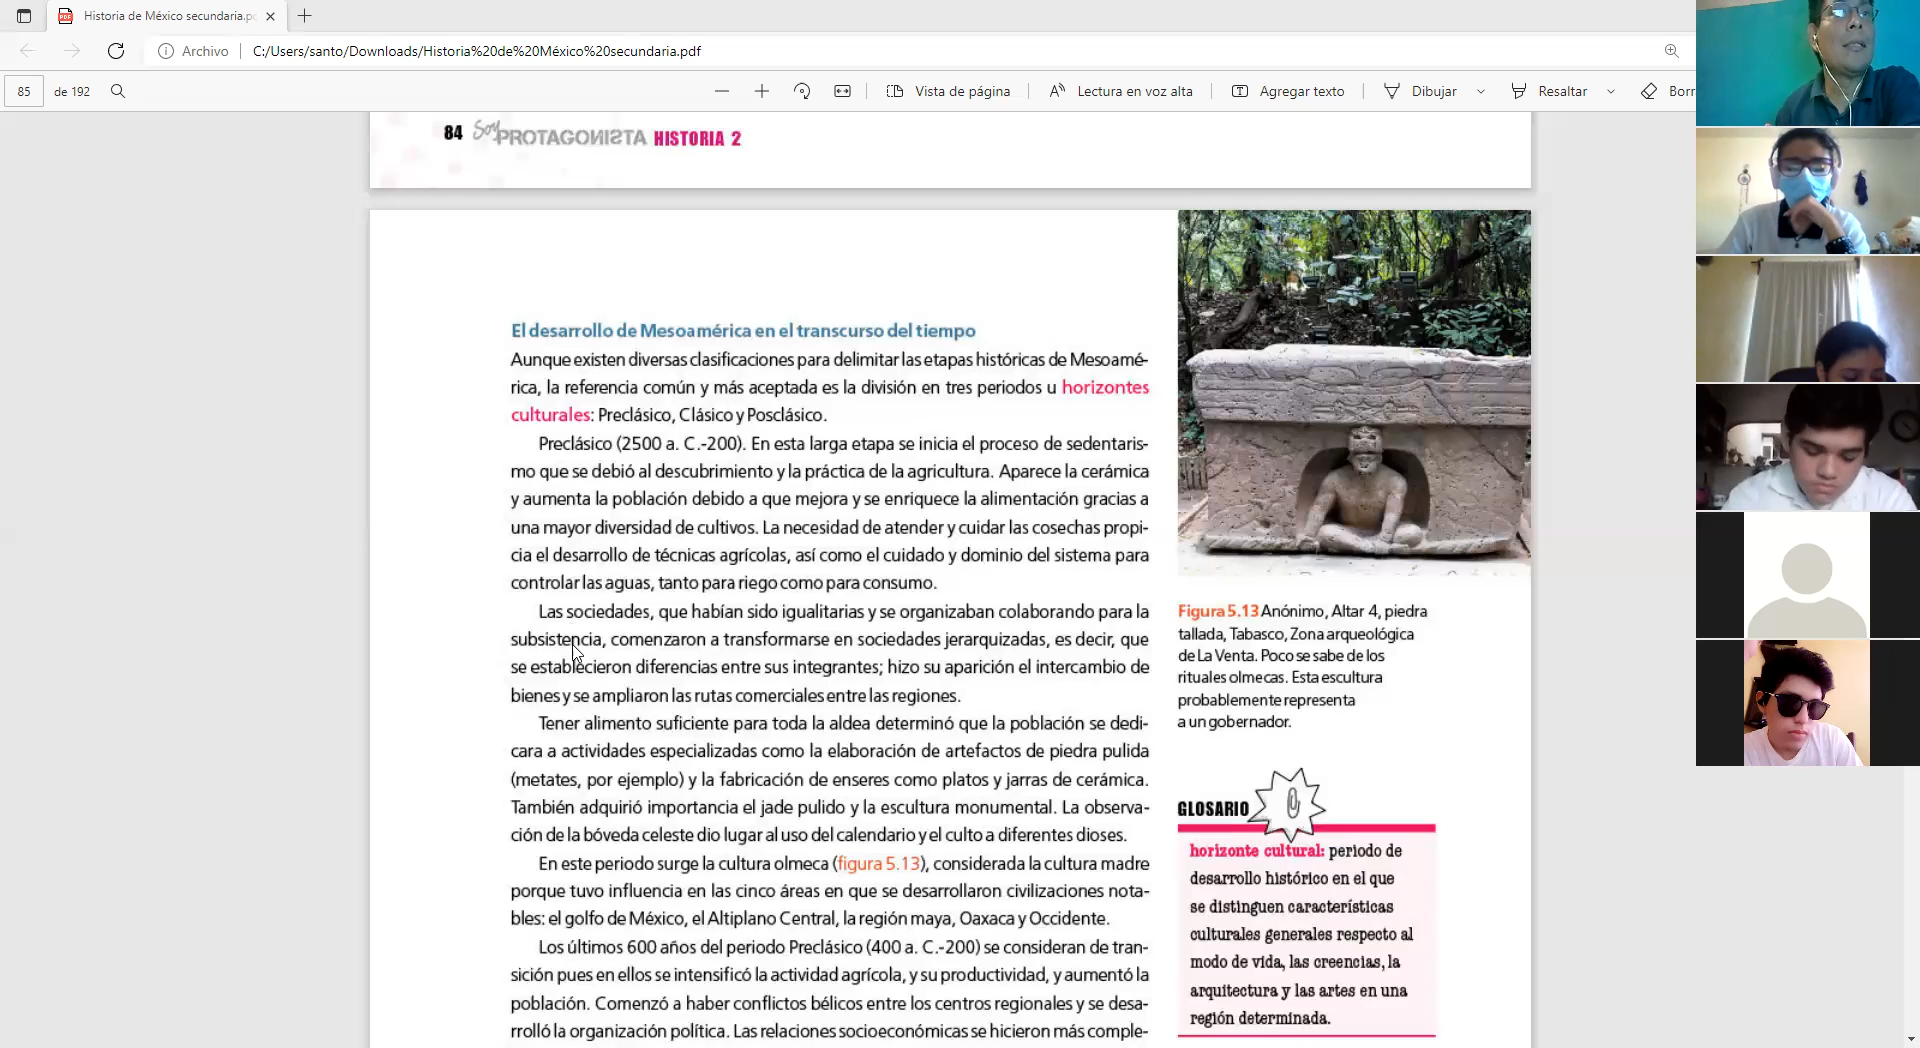 Historia de México secundaria.p
Archivo
C:/Users/santo/Downloads/Historia%20de%20México%20secundaria.pdf
85
de 192
Vista de página
Lectura en voz alta
Agregar texto
Dibujar
Resaltar
Borr
84 Soy PROTAGONISTA HISTORIA 2
El desarrollo de Mesoamérica en el transcurso del tiempo
Aunque existen diversas clasificaciones para delimitar las etapas históricas de Mesoamé-
rica, la referencia común y más aceptada es la división en tres periodos u horizontes
culturales: Preclásico, Clásico y Posclásico.
Preclásico (2500 a. C.-200). En esta larga etapa se inicia el proceso de sedentaris-
mo que se debió al descubrimiento y la práctica de la agricultura. Aparece la cerámica
y aumenta la población debido a que mejora y se enriquece la alimentación gracias a
una mayor diversidad de cultivos. La necesidad de atender y cuidar las cosechas propi-
cia el desarrollo de técnicas agrícolas, así como el cuidado y dominio del sistema para
controlar las aguas, tanto para riego como para consumo.
Las sociedades, que habían sido igualitarias y se organizaban colaborando para la
subsistencia, comenzaron a transformarse en sociedades jerarquizadas, es decir, que
se establecieron diferencias entre sus integrantes; hizo su aparición el intercambio de
bienes y se ampliaron las rutas comerciales entre las regiones.
Tener alimento suficiente para toda la aldea determinó que la población se dedi-
cara a actividades especializadas como la elaboración de artefactos de piedra pulida
(metates, por ejemplo) y la fabricación de enseres como platos y jarras de cerámica.
También adquirió importancia el jade pulido y la escultura monumental. La observa-
ción de la bóveda celeste dio lugar al uso del calendario y el culto a diferentes dioses.
En este periodo surge la cultura olmeca (figura 5.13), considerada la cultura madre
porque tuvo influencia en las cinco áreas en que se desarrollaron civilizaciones nota-
bles: el golfo de México, el Altiplano Central, la región maya, Oaxaca y Occidente.
Los últimos 600 años del periodo Preclásico (400 a. C.-200) se consideran de tran-
sición pues en ellos se intensificó la actividad agrícola, y su productividad, y aumentó la
población. Comenzó a haber conflictos bélicos entre los centros regionales y se desa-
rrolló la organización política. Las relaciones socioeconómicas se hicieron más comple-
Figura 5.13 Anónimo, Altar 4, piedra
tallada, Tabasco, Zona arqueológica
de La Venta. Poco se sabe de los
rituales olmecas. Esta escultura
probablemente representa
a un gobernador.
GLOSARIO
horizonte cultural: periodo de
desarrollo histórico en el que
se distinguen características
culturales generales respecto al
modo de vida, las creencias, la
arquitectura y las artes en una
región determinada.